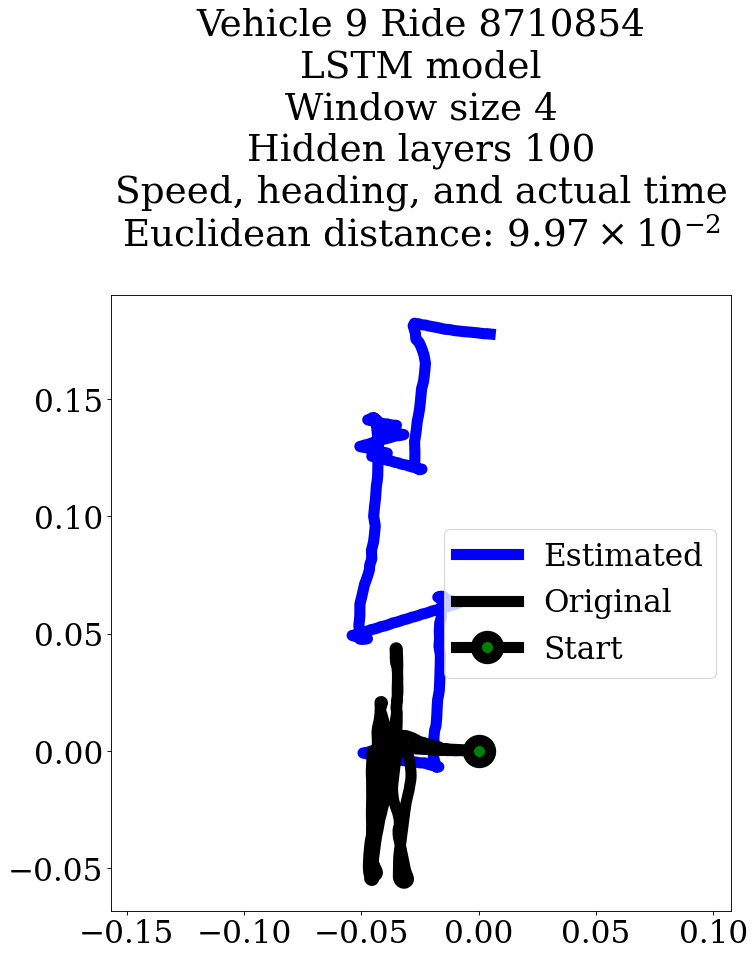 Vehicle 9 Ride 8710854
LSTM model
Window size 4
Hidden layers 100
Speed, heading, and actual time
Euclidean distance: 9.97 × 10⁻²
0.15
0.10
0.05
0.00
−0.05
Estimated
Original
Start
−0.15 −0.10 −0.05 0.00 0.05 0.10